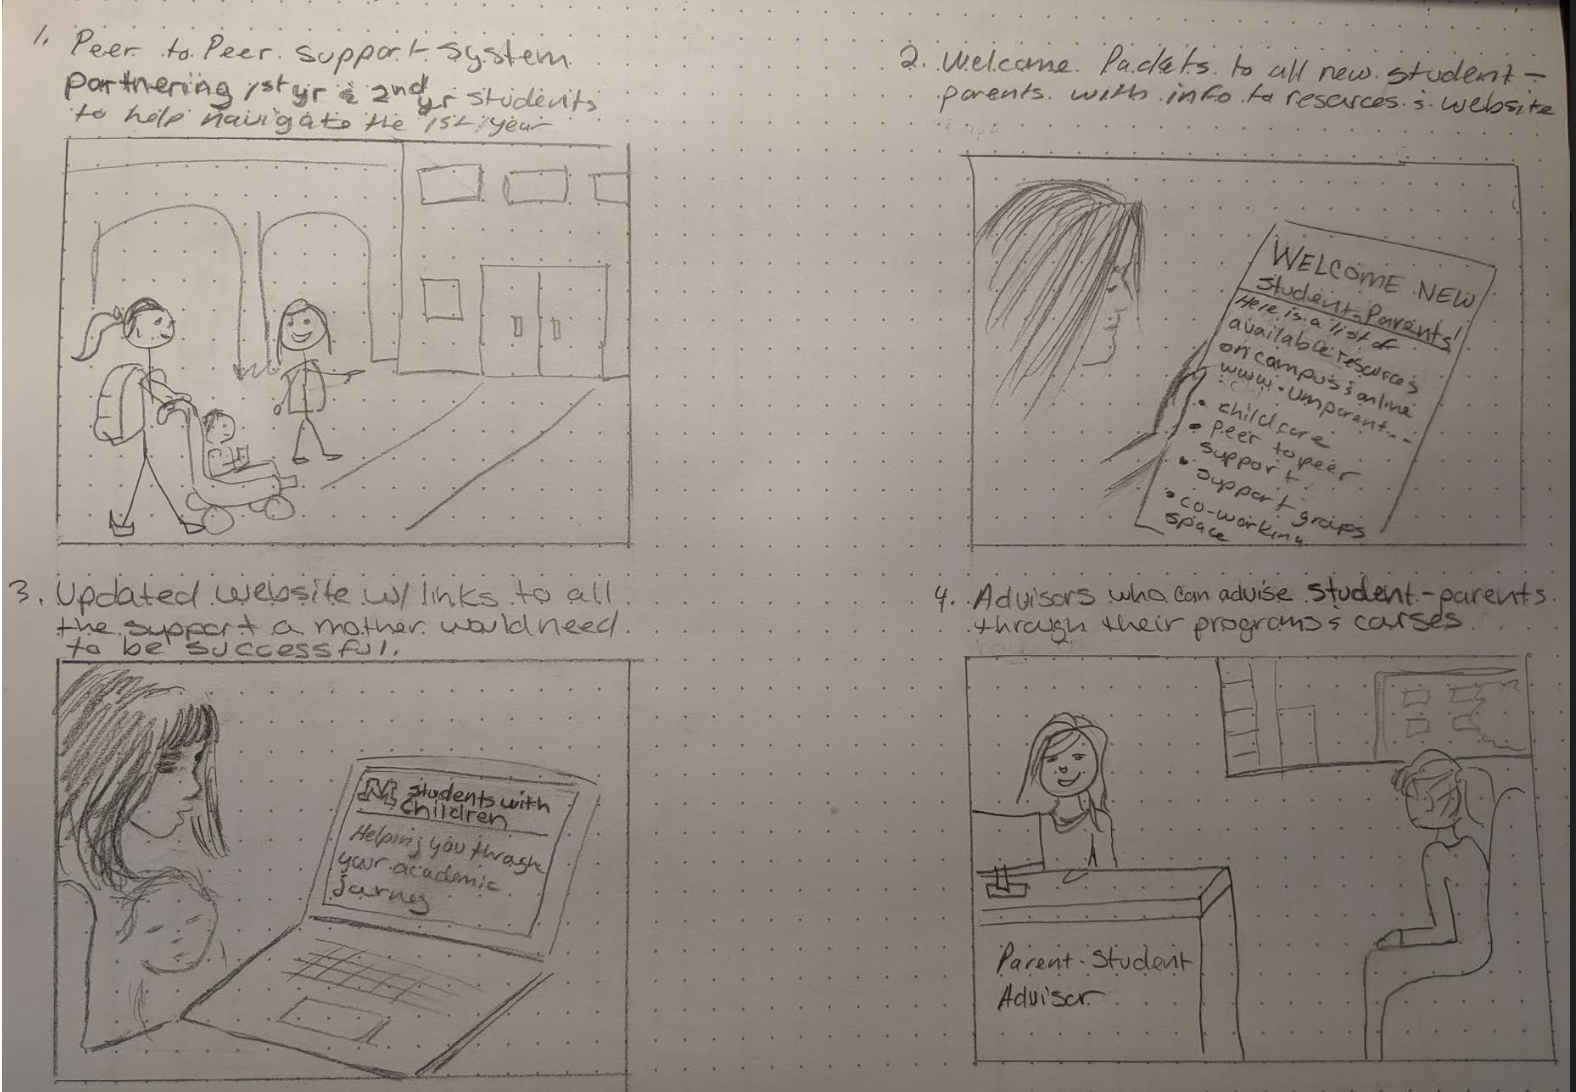 1. Peer to Peer support system
partnering 1st yr & 2nd yr students
to help navigate the 1st year
2. Welcome Packets to all new student-
parents with info to resorces & website
WELCOME NEW
Students Parents!
Here is a list of
available resorces
on campus & online
www.umparent...
• childcare
• peer to peer
support
• support groups
• co-working
space
3. Updated website w/ links to all
the support a mother would need
to be successful.
M students with
children
Helping you through
your academic
journey
4. Advisors who can advise student-parents
through their programs & courses
Parent-Student
Advisor